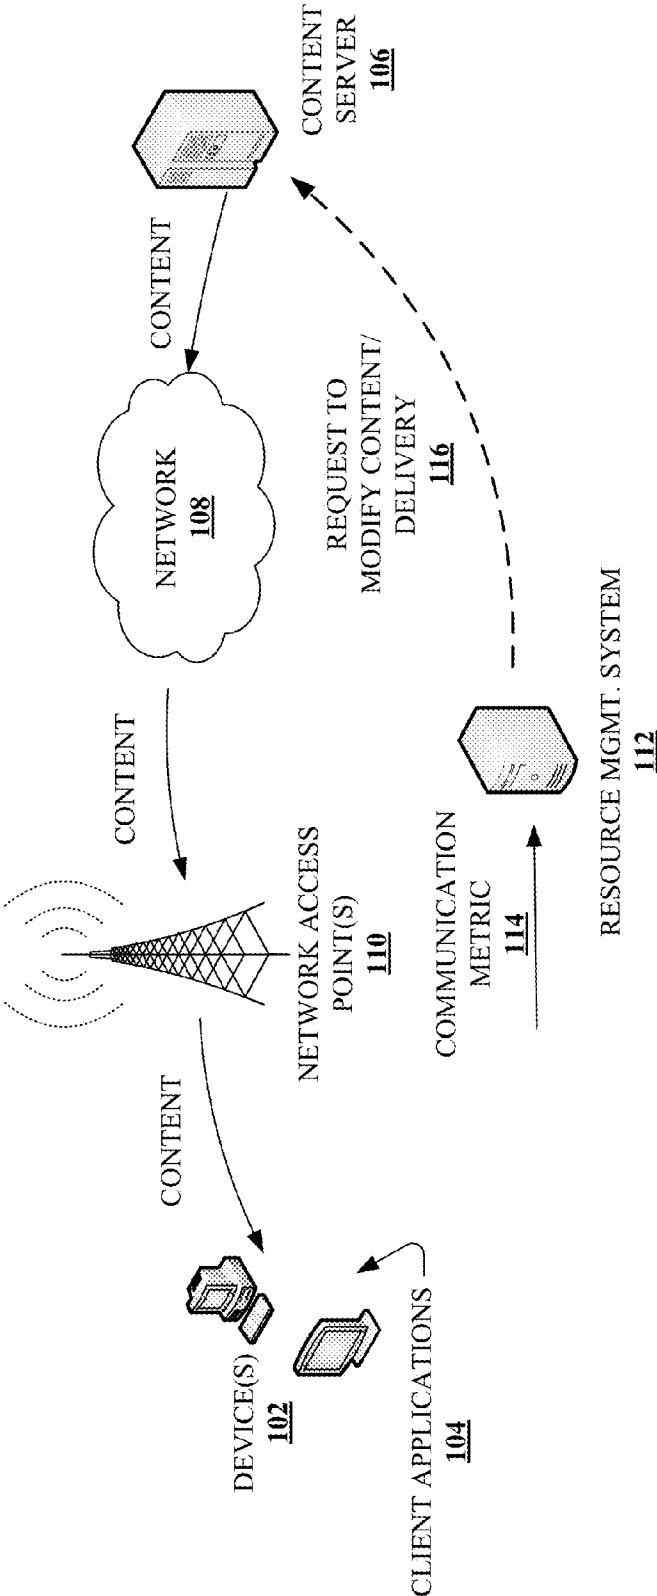 CONTENT
SERVER
106
CONTENT
NETWORK
108
REQUEST TO
MODIFY CONTENT/
DELIVERY
116
CONTENT
NETWORK ACCESS
POINT(S)
110
COMMUNICATION
METRIC
114
RESOURCE MGMT. SYSTEM
112
CONTENT
DEVICE(S)
102
CLIENT APPLICATIONS
104